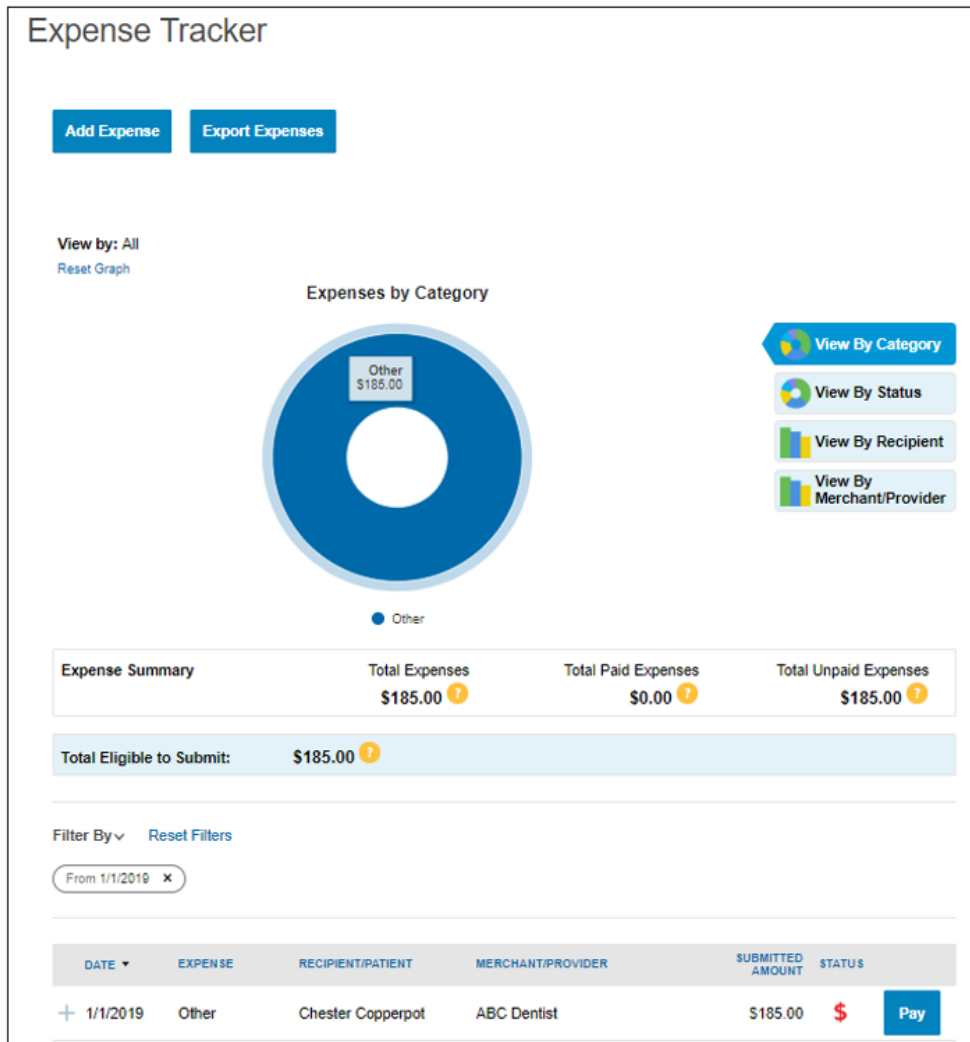 Expense Tracker
Add Expense
Export Expenses
View by: All
Reset Graph
Expenses by Category
Other
$185.00
Other
View By Category
View By Status
View By Recipient
View By
Merchant/Provider
Expense Summary
Total Expenses
$185.00 ?
Total Paid Expenses
$0.00 ?
Total Unpaid Expenses
$185.00 ?
Total Eligible to Submit: $185.00 ?
Filter By Reset Filters
From 1/1/2019 ×
DATE EXPENSE RECIPIENT/PATIENT MERCHANT/PROVIDER SUBMITTED AMOUNT STATUS
1/1/2019 Other Chester Copperpot ABC Dentist $185.00 $ Pay